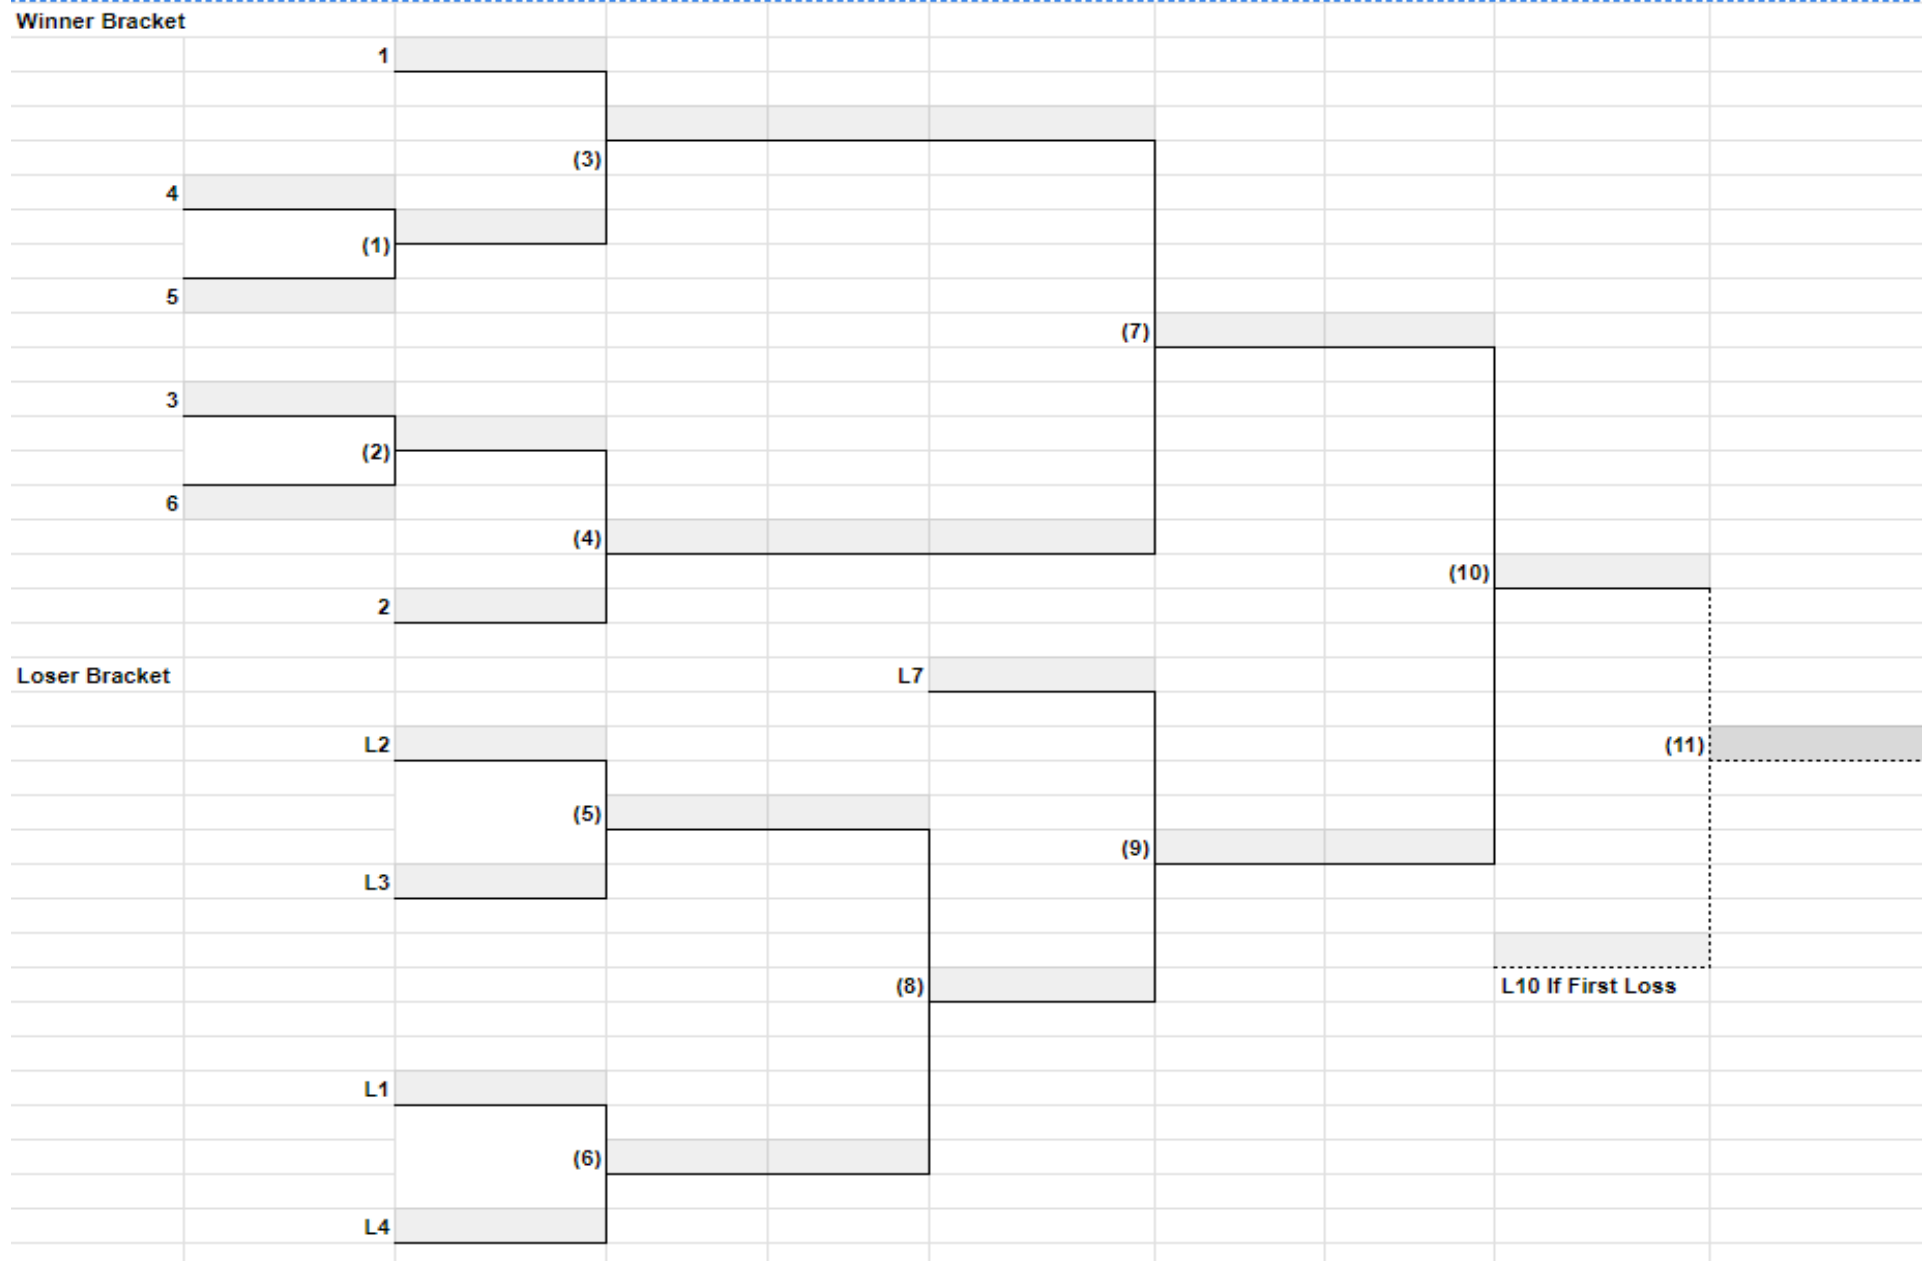 Winner Bracket
1
(3)
4
(1)
5
(7)
3
(2)
6
(4)
(10)
2
Loser Bracket
L7
L2
(11)
(5)
(9)
L3
(8)
L10 If First Loss
L1
(6)
L4